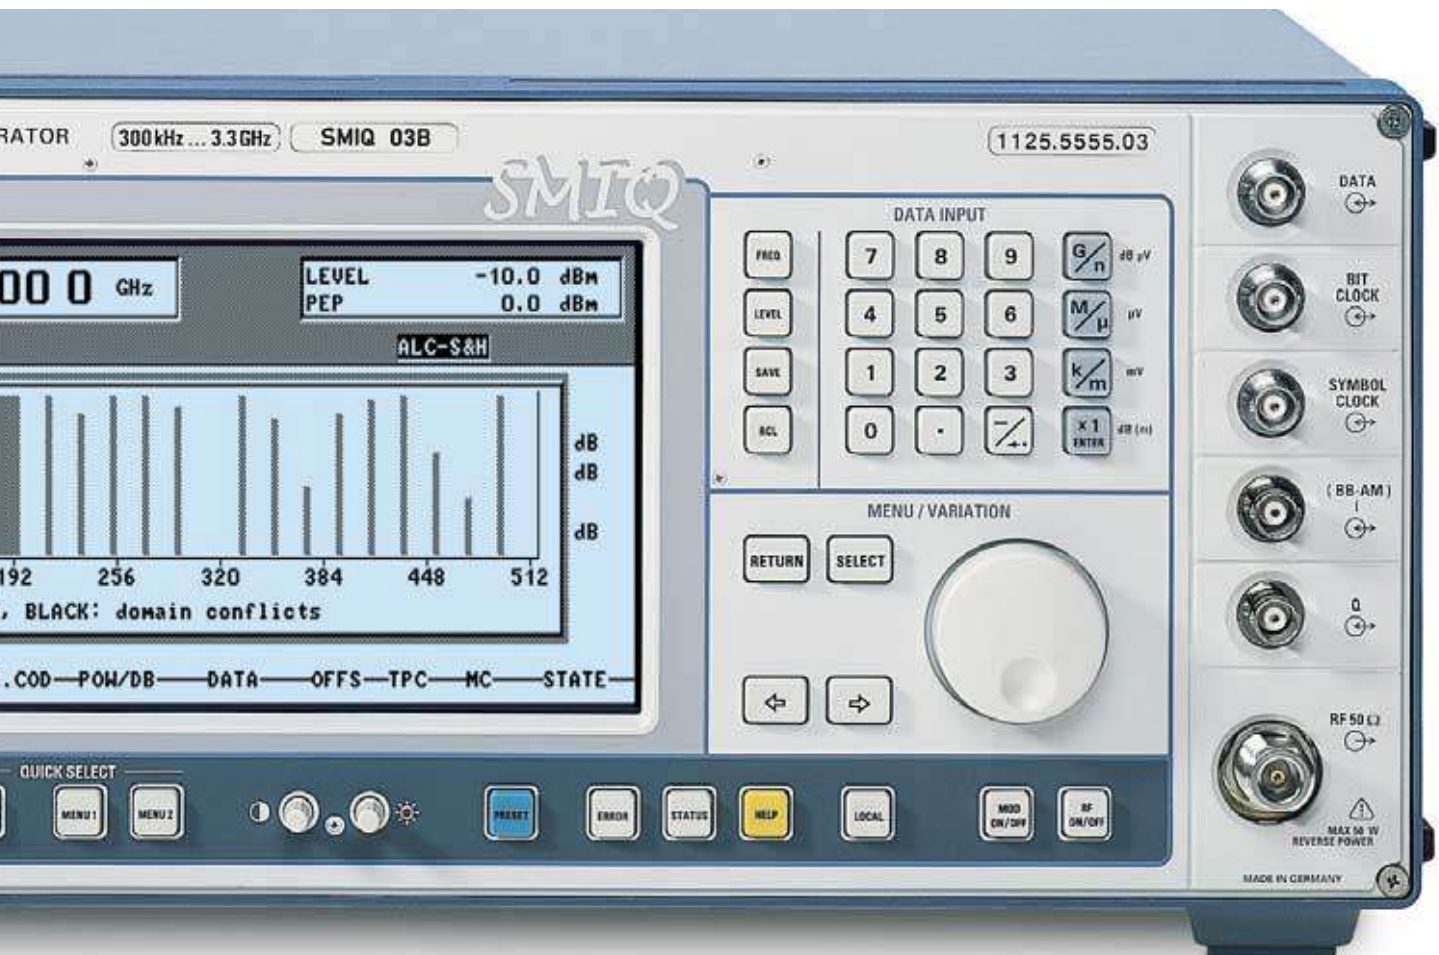 RATOR
300 kHz ... 3.3 GHz
SMIQ 03B
1125.5555.03
SMIQ
000 GHz
LEVEL -10.0 dBm
PEP 0.0 dBm
ALC-S&H
dB
dB
dB
192 256 320 384 448 512
, BLACK: domain conflicts
.COD POW/DB DATA OFFS TPC MC STATE
DATA INPUT
FREQ 7 8 9 G/n dB µV
LEVEL 4 5 6 M/µ µV
SAVE 1 2 3 k/m mV
RCL 0 . -/←. x1 ENTER dB (m)
MENU / VARIATION
RETURN SELECT
⇦ ⇨
QUICK SELECT
MENU 1 MENU 2
PRESET
ERROR
STATUS
HELP
LOCAL
MOD
ON/OFF
RF
ON/OFF
DATA
BIT
CLOCK
SYMBOL
CLOCK
( BB-AM )
I
Q
RF 50 Ω
MAX 50 W
REVERSE POWER
MADE IN GERMANY